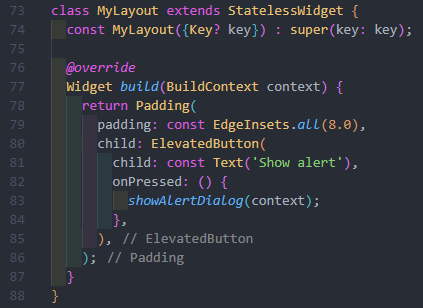 73 class MyLayout extends StatelessWidget {
74 const MyLayout({Key? key}) : super(key: key);
75
76 @override
77 Widget build(BuildContext context) {
78 return Padding(
79 padding: const EdgeInsets.all(8.0),
80 child: ElevatedButton(
81 child: const Text('Show alert'),
82 onPressed: () {
83 showAlertDialog(context);
84 },
85 ), // ElevatedButton
86 ); // Padding
87 }
88 }